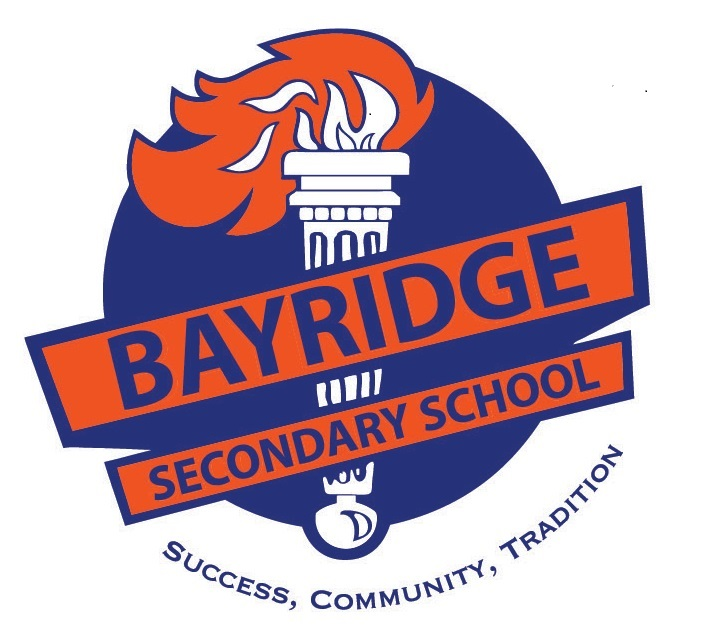 BAYRIDGE
SECONDARY SCHOOL
SUCCESS, COMMUNITY, TRADITION